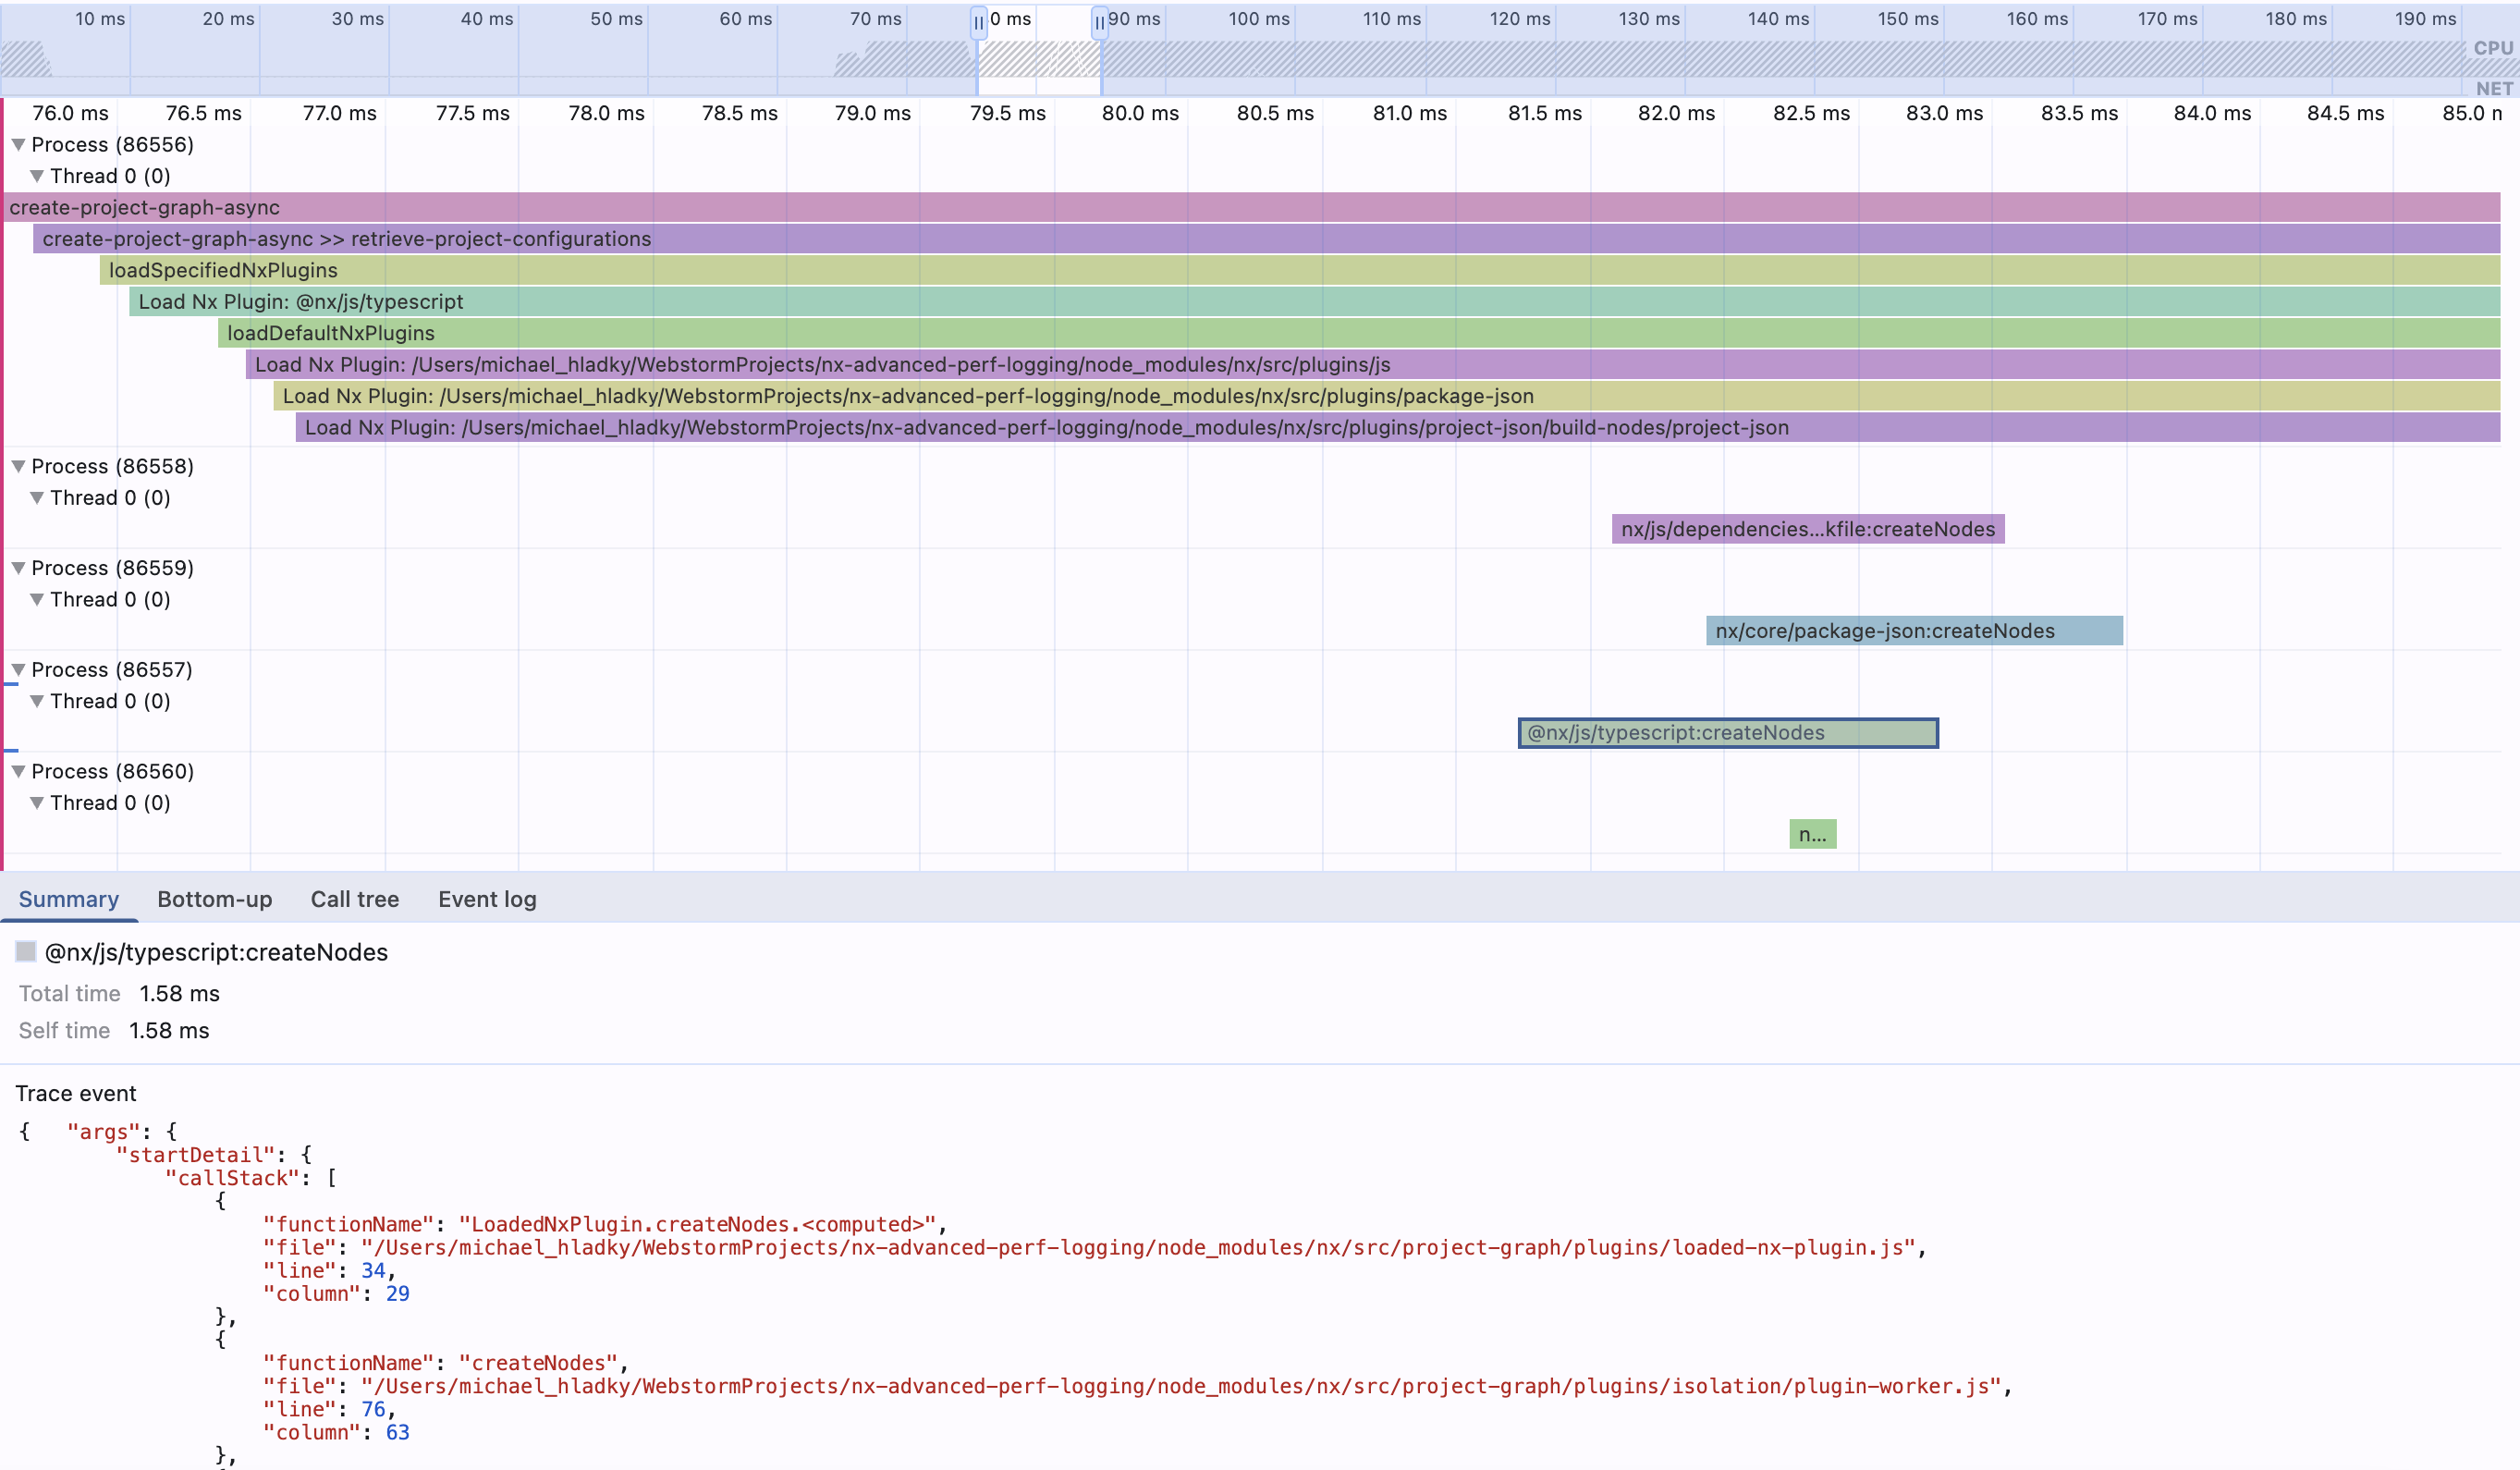 10 ms 20 ms 30 ms 40 ms 50 ms 60 ms 70 ms 0 ms 90 ms 100 ms 110 ms 120 ms 130 ms 140 ms 150 ms 160 ms 170 ms 180 ms 190 ms
CPU
NET
76.0 ms 76.5 ms 77.0 ms 77.5 ms 78.0 ms 78.5 ms 79.0 ms 79.5 ms 80.0 ms 80.5 ms 81.0 ms 81.5 ms 82.0 ms 82.5 ms 83.0 ms 83.5 ms 84.0 ms 84.5 ms 85.0 n
Process (86556)
Thread 0 (0)
create-project-graph-async
create-project-graph-async >> retrieve-project-configurations
loadSpecifiedNxPlugins
Load Nx Plugin: @nx/js/typescript
loadDefaultNxPlugins
Load Nx Plugin: /Users/michael_hladky/WebstormProjects/nx-advanced-perf-logging/node_modules/nx/src/plugins/js
Load Nx Plugin: /Users/michael_hladky/WebstormProjects/nx-advanced-perf-logging/node_modules/nx/src/plugins/package-json
Load Nx Plugin: /Users/michael_hladky/WebstormProjects/nx-advanced-perf-logging/node_modules/nx/src/plugins/project-json/build-nodes/project-json
Process (86558)
Thread 0 (0)
nx/js/dependencies...kfile:createNodes
Process (86559)
Thread 0 (0)
nx/core/package-json:createNodes
Process (86557)
Thread 0 (0)
@nx/js/typescript:createNodes
Process (86560)
Thread 0 (0)
n...
Summary Bottom-up Call tree Event log
@nx/js/typescript:createNodes
Total time 1.58 ms
Self time 1.58 ms
Trace event
{ "args": {
"startDetail": {
"callStack": [
{
"functionName": "LoadedNxPlugin.createNodes.<computed>",
"file": "/Users/michael_hladky/WebstormProjects/nx-advanced-perf-logging/node_modules/nx/src/project-graph/plugins/loaded-nx-plugin.js",
"line": 34,
"column": 29
},
{
"functionName": "createNodes",
"file": "/Users/michael_hladky/WebstormProjects/nx-advanced-perf-logging/node_modules/nx/src/project-graph/plugins/isolation/plugin-worker.js",
"line": 76,
"column": 63
},